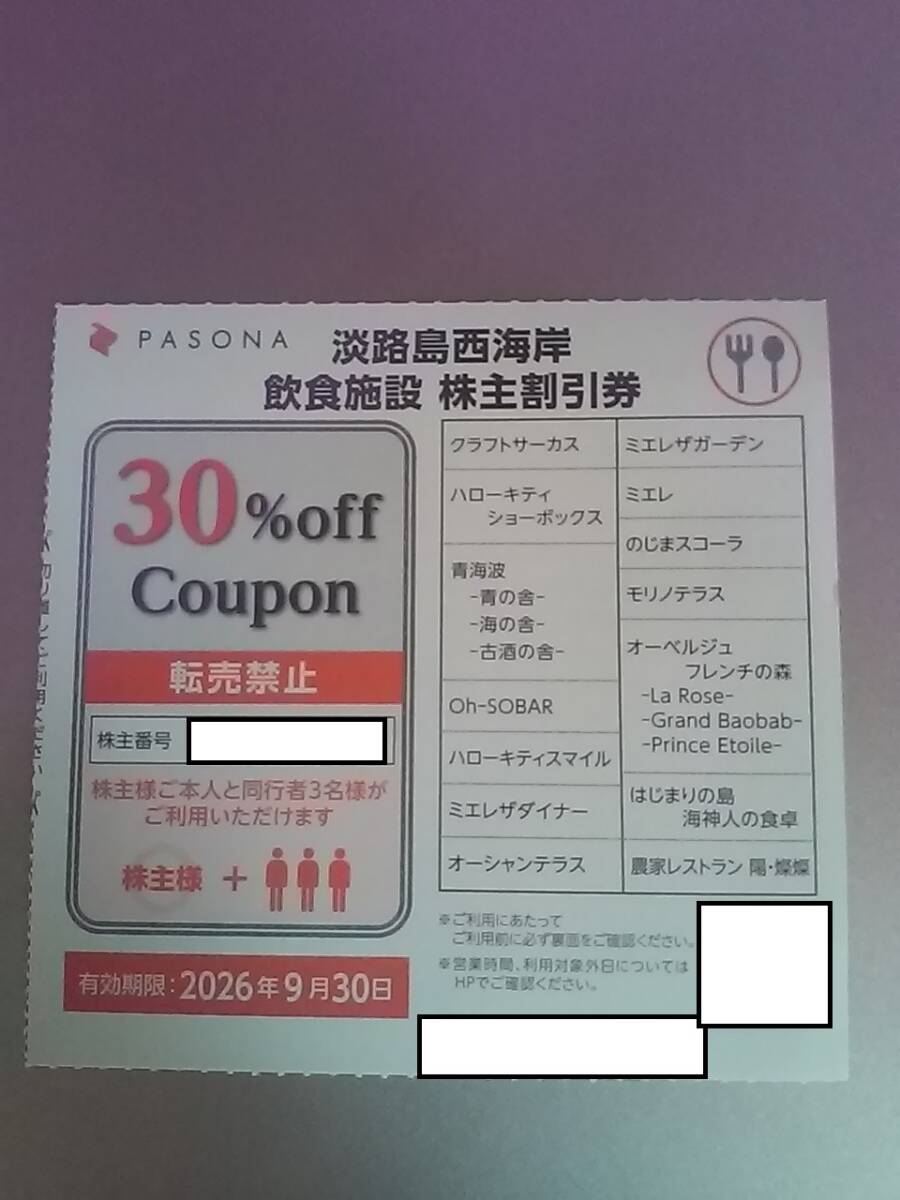 PASONA
淡路島西海岸
飲食施設 株主割引券
30%off
Coupon
転売禁止
株主番号
株主様ご本人と同行者3名様が
ご利用いただけます
株主様 +
有効期限:2026年9月30日
クラフトサーカス
ハローキティ
ショーボックス
青海波
-青の舎-
-海の舎-
-古酒の舎-
Oh-SOBAR
ハローキティスマイル
ミエレザダイナー
オーシャンテラス
ミエレザガーデン
ミエレ
のじまスコーラ
モリノテラス
オーベルジュ
フレンチの森
-La Rose-
-Grand Baobab-
-Prince Etoile-
はじまりの島
海神人の食卓
農家レストラン 陽・燦燦
※ご利用にあたって
ご利用前に必ず裏面をご確認ください。
※営業時間、利用対象外日については
HPでご確認ください。